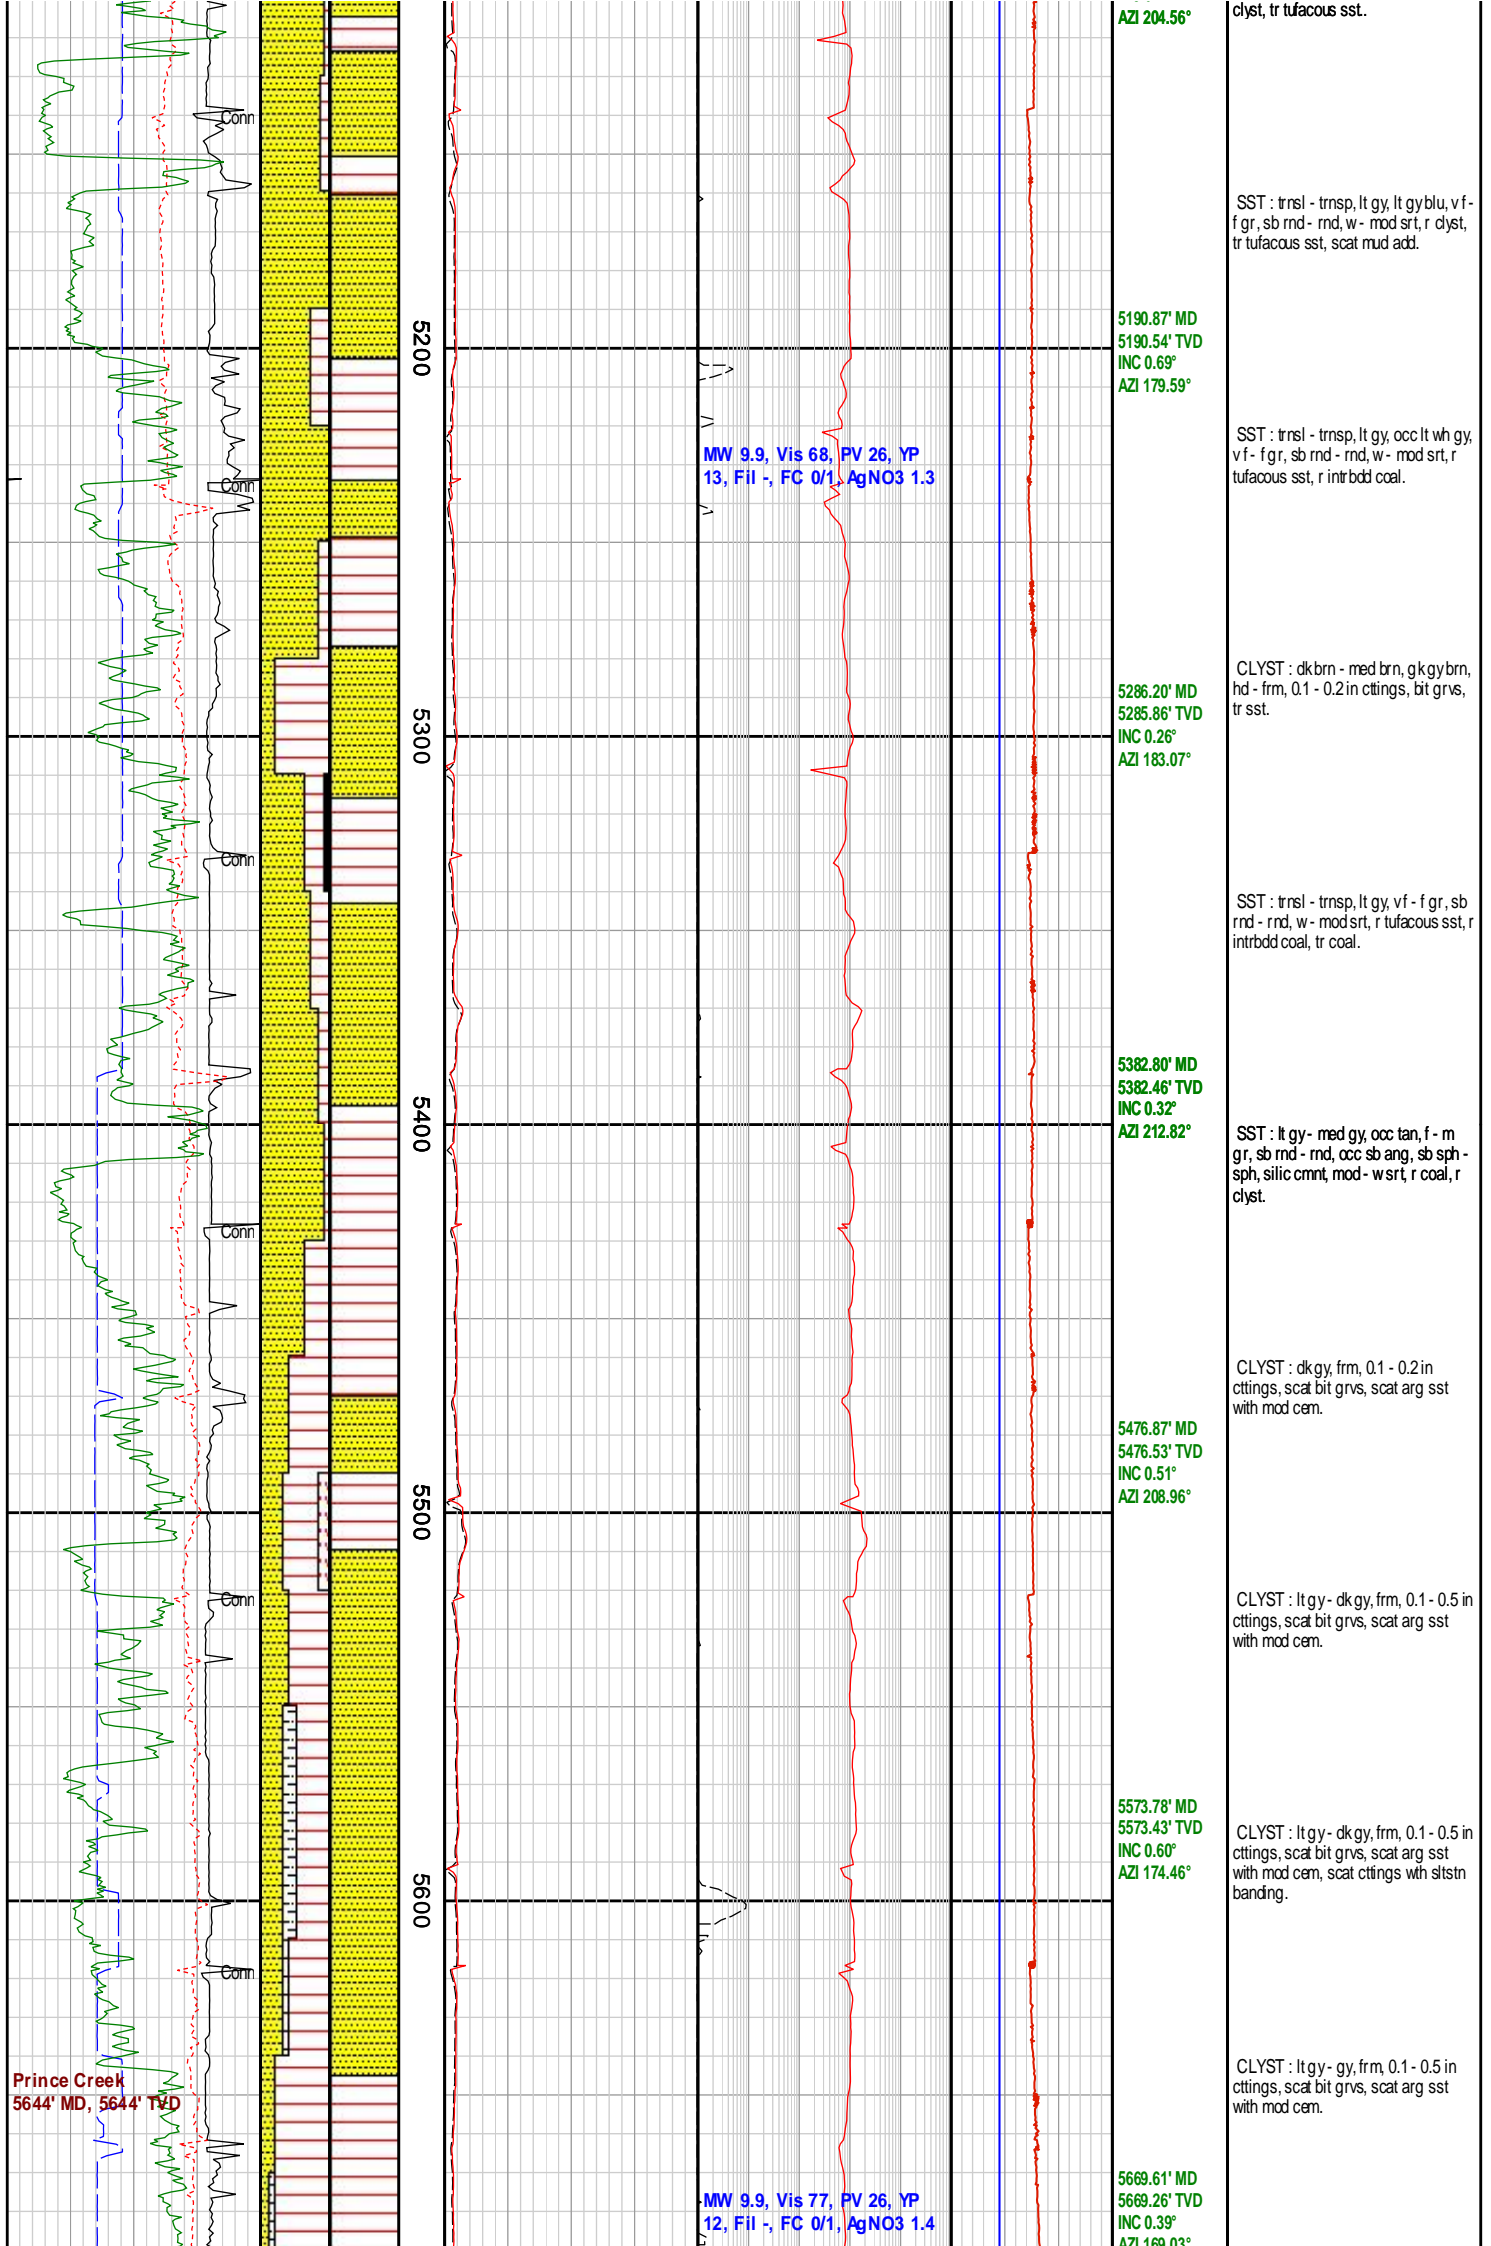 AZI 204.56°
clyst, tr tufacous sst..
Conn
SST : trnsl - trnsp, lt gy, lt gy blu, v f -
f gr, sb rnd - rnd, w - mod srt, r clyst,
tr tufacous sst, scat mud add.
5190.87' MD
5190.54' TVD
INC 0.69°
AZI 179.59°
5200
SST : trnsl - trnsp, lt gy, occ lt wh gy,
v f - f gr, sb rnd - rnd, w - mod srt, r
tufacous sst, r intrbdd coal.
MW 9.9, Vis 68, PV 26, YP
13, Fil -, FC 0/1, AgNO3 1.3
Conn
CLYST : dk brn - med brn, gk gy brn,
hd - frm, 0.1 - 0.2 in cttings, bit grvs,
tr sst.
5286.20' MD
5285.86' TVD
INC 0.26°
AZI 183.07°
5300
Conn
SST : trnsl - trnsp, lt gy, v f - f gr, sb
rnd - rnd, w - mod srt, r tufacous sst, r
intrbdd coal, tr coal.
5382.80' MD
5382.46' TVD
INC 0.32°
AZI 212.82°
5400
SST : lt gy - med gy, occ tan, f - m
gr, sb rnd - rnd, occ sb ang, sb sph -
sph, silic cmnt, mod - w srt, r coal, r
clyst.
Conn
CLYST : dk gy, frm, 0.1 - 0.2 in
cttings, scat bit grvs, scat arg sst
with mod cem.
5476.87' MD
5476.53' TVD
INC 0.51°
AZI 208.96°
5500
Conn
CLYST : lt gy - dk gy, frm, 0.1 - 0.5 in
cttings, scat bit grvs, scat arg sst
with mod cem.
5573.78' MD
5573.43' TVD
INC 0.60°
AZI 174.46°
CLYST : lt gy - dk gy, frm, 0.1 - 0.5 in
cttings, scat bit grvs, scat arg sst
with mod cem, scat cttings wth sltstn
banding.
5600
Conn
Prince Creek
5644' MD, 5644' TVD
CLYST : lt gy - gy, frm, 0.1 - 0.5 in
cttings, scat bit grvs, scat arg sst
with mod cem.
MW 9.9, Vis 77, PV 26, YP
12, Fil -, FC 0/1, AgNO3 1.4
5669.61' MD
5669.26' TVD
INC 0.39°
AZI 169.03°